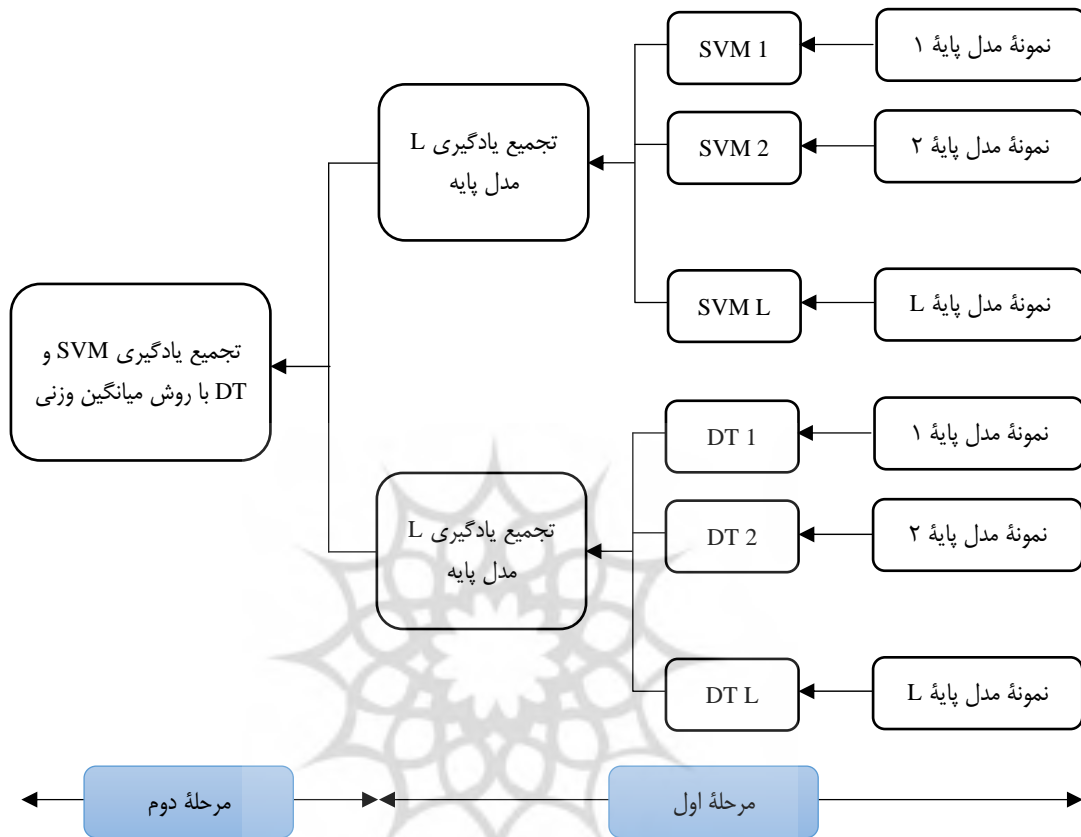 نمونهٔ مدل پایهٔ ۱
SVM 1
نمونهٔ مدل پایهٔ ۲
SVM 2
نمونهٔ مدل پایهٔ L
SVM L
تجمیع یادگیری L
مدل پایه
نمونهٔ مدل پایهٔ ۱
DT 1
نمونهٔ مدل پایهٔ ۲
DT 2
نمونهٔ مدل پایهٔ L
DT L
تجمیع یادگیری L
مدل پایه
تجمیع یادگیری SVM و
DT با روش میانگین وزنی
مرحلهٔ اول
مرحلهٔ دوم